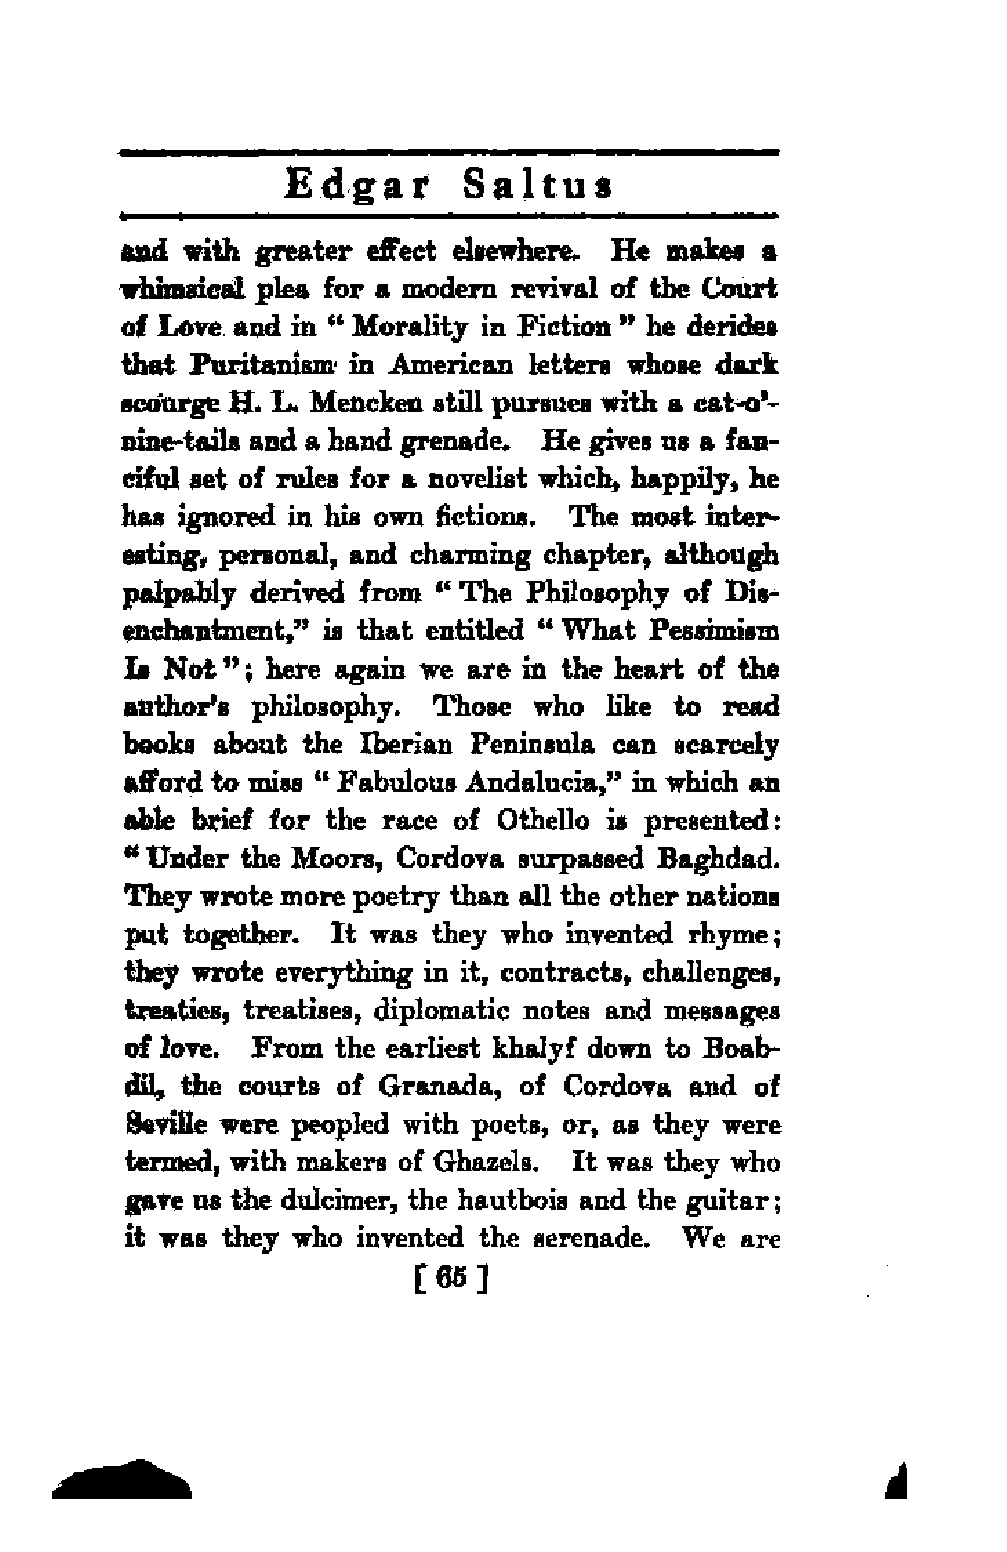 Edgar Saltus
and with greater effect elsewhere. He makes a
whimsical plea for a modern revival of the Court
of Love and in “ Morality in Fiction ” he derides
that Puritanism in American letters whose dark
scourge H. L. Mencken still pursues with a cat-o'-
nine-tails and a hand grenade. He gives us a fan-
ciful set of rules for a novelist which, happily, he
has ignored in his own fictions. The most inter-
esting, personal, and charming chapter, although
palpably derived from “ The Philosophy of Dis-
enchantment,” is that entitled “ What Pessimism
Is Not ”; here again we are in the heart of the
author's philosophy. Those who like to read
books about the Iberian Peninsula can scarcely
afford to miss “ Fabulous Andalucia,” in which an
able brief for the race of Othello is presented:
“ Under the Moors, Cordova surpassed Baghdad.
They wrote more poetry than all the other nations
put together. It was they who invented rhyme;
they wrote everything in it, contracts, challenges,
treaties, treatises, diplomatic notes and messages
of love. From the earliest khalyf down to Boab-
dil, the courts of Granada, of Cordova and of
Seville were peopled with poets, or, as they were
termed, with makers of Ghazels. It was they who
gave us the dulcimer, the hautbois and the guitar;
it was they who invented the serenade. We are
[ 65 ]